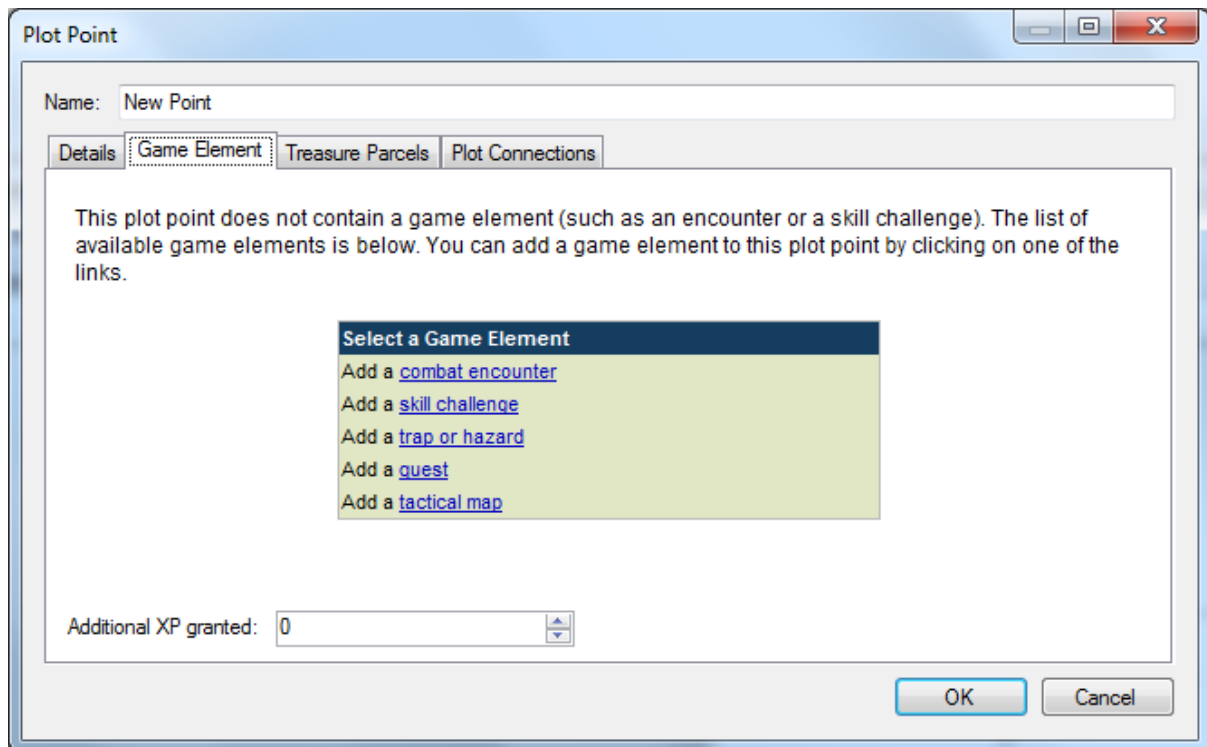 Plot Point
Name: New Point
Details Game Element Treasure Parcels Plot Connections
This plot point does not contain a game element (such as an encounter or a skill challenge). The list of
available game elements is below. You can add a game element to this plot point by clicking on one of the
links.
Select a Game Element
Add a combat encounter
Add a skill challenge
Add a trap or hazard
Add a quest
Add a tactical map
Additional XP granted: 0
OK Cancel